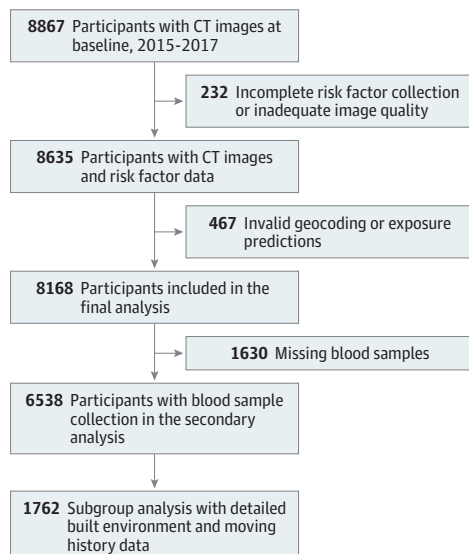 8867 Participants with CT images at
baseline, 2015-2017
232 Incomplete risk factor collection
or inadequate image quality
8635 Participants with CT images
and risk factor data
467 Invalid geocoding or exposure
predictions
8168 Participants included in the
final analysis
1630 Missing blood samples
6538 Participants with blood sample
collection in the secondary
analysis
1762 Subgroup analysis with detailed
built environment and moving
history data